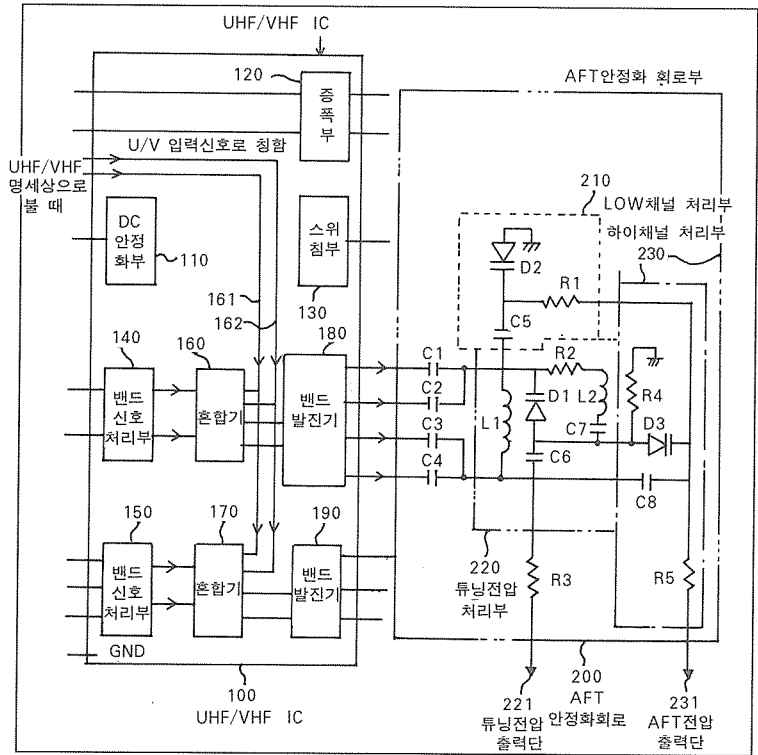 UHF/VHF IC
120
증
폭
부
AFT안정화 회로부
U/V 입력신호로 칭함
UHF/VHF
명세상으로
불 때
DC
안정
화부
110
스위
침부
130
210
LOW채널 처리부
하이채널 처리부
230
D2
R1
C5
161
162
140
밴드
신호
처리부
160
혼합기
180
밴드
발진기
C1
C2
C3
C4
R2
D1
L2
L1
C7
C6
R4
D3
C8
150
밴드
신호
처리부
170
혼합기
190
밴드
발진기
220
튜닝전압
처리부
R3
R5
GND
100
UHF/VHF IC
221
튜닝전압
출력단
200
AFT
안정화회로
231
AFT전압
출력단